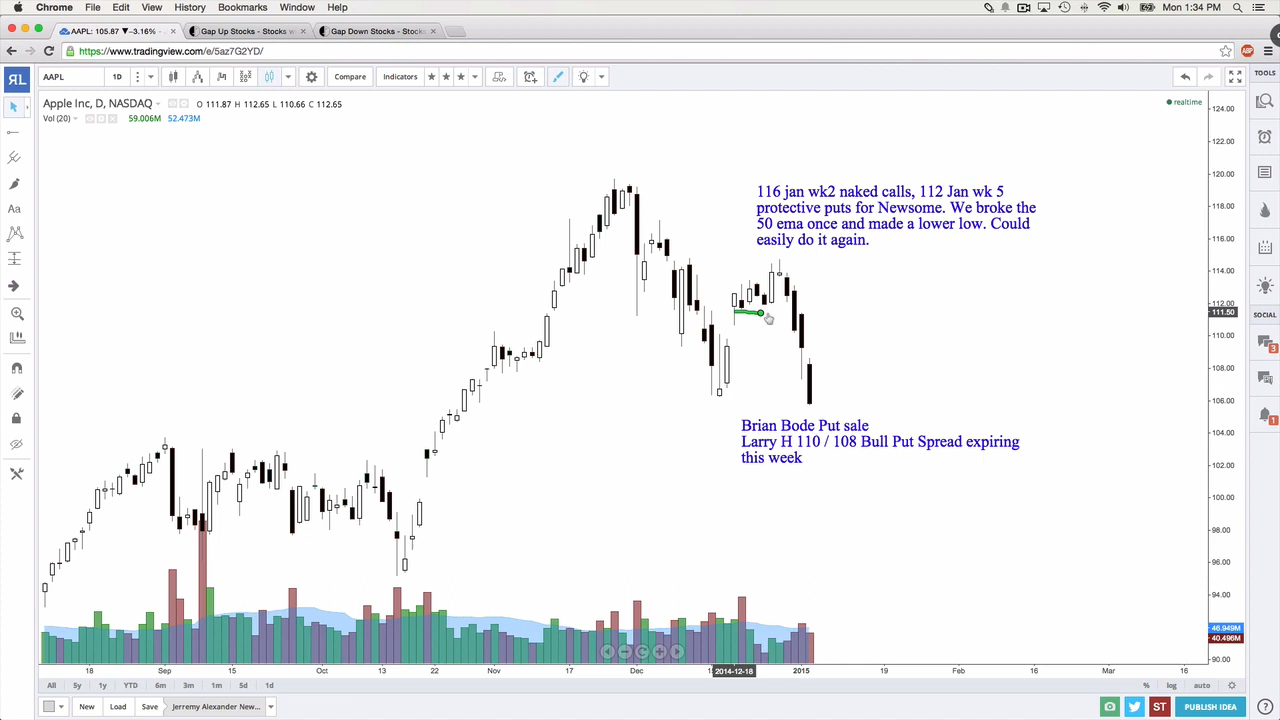 Chrome File Edit View History Bookmarks Window Help
Mon 1:34 PM
AAPL: 105.87 ▼-3.16%
Gap Up Stocks - Stocks w
Gap Down Stocks - Stocks
https://www.tradingview.com/e/5az7G2YD/
ABP
AAPL 1D Compare Indicators
TOOLS
Apple Inc, D, NASDAQ O 111.87 H 112.65 L 110.66 C 112.65
realtime
Vol (20) 59.006M 52.473M
124.00
122.00
120.00
118.00
116.00
114.00
112.00
111.50
110.00
108.00
106.00
104.00
102.00
100.00
98.00
96.00
94.00
46.949M
40.496M
90.00
116 jan wk2 naked calls, 112 Jan wk 5
protective puts for Newsome. We broke the
50 ema once and made a lower low. Could
easily do it again.
Brian Bode Put sale
Larry H 110 / 108 Bull Put Spread expiring
this week
Aa
SOCIAL
3
1
18 Sep 15 Oct 22 Nov 17 Dec 2014-12-18 2015 19 Feb 16 Mar 16
All 5y 1y YTD 6m 3m 1m 5d 1d % log auto
New Load Save Jerremy Alexander New...
ST PUBLISH IDEA